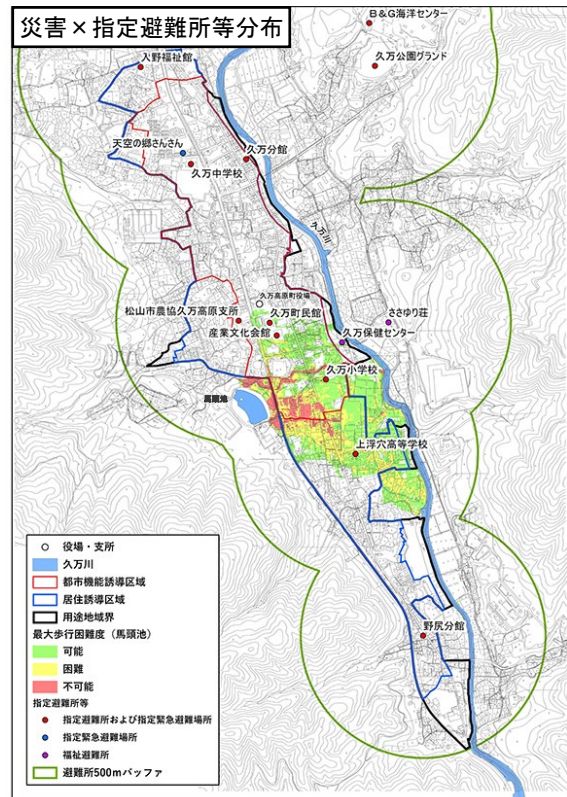 災害×指定避難所等分布
B&G海洋センター
久万公園グランド
入野福祉館
天空の郷さんさん
久万分館
久万中学校
久万川
久万高原町役場
松山市農協久万高原支所
久万町民館
産業文化会館
ささゆり荘
久万保健センター
久万小学校
馬頭池
上浮穴高等学校
野尻分館
役場・支所
久万川
都市機能誘導区域
居住誘導区域
用途地域界
最大歩行困難度(馬頭池)
可能
困難
不可能
指定避難所等
指定避難所および指定緊急避難場所
指定緊急避難場所
福祉避難所
避難所500mバッファ